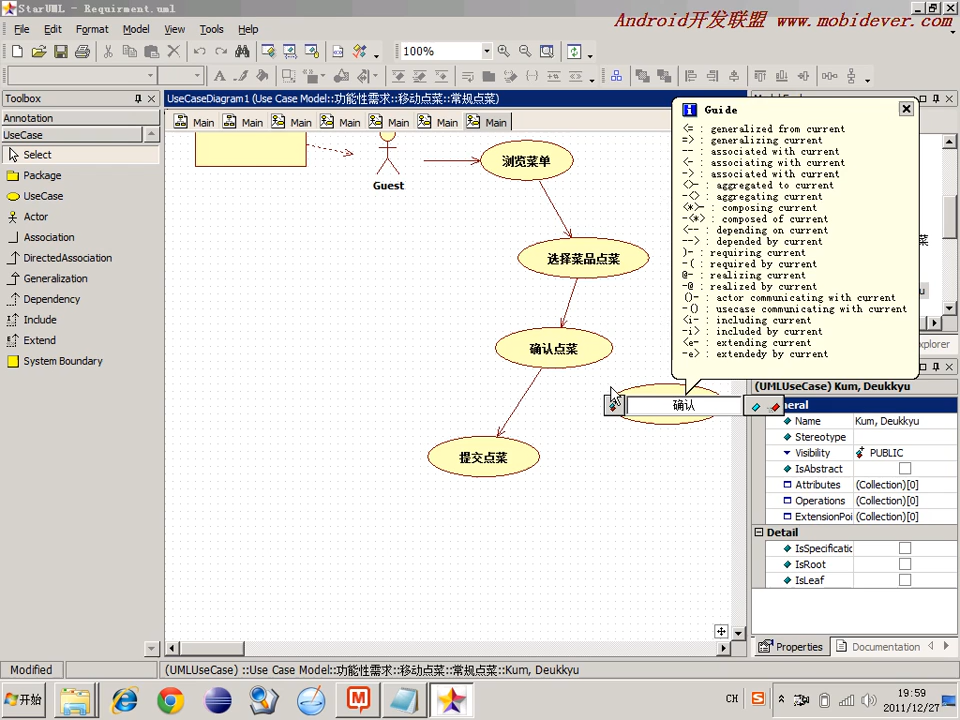 StarUML - Requirment.uml
Android开发联盟 www.mobidever.com
File Edit Format Model View Tools Help
100%
Toolbox
UseCaseDiagram1 (Use Case Model::功能性需求::移动点菜::常规点菜)
Annotation
UseCase
Main Main Main Main Main Main Main
Select
Package
UseCase
Actor
Association
DirectedAssociation
Generalization
Dependency
Include
Extend
System Boundary
Guest
浏览菜单
选择菜品点菜
确认点菜
提交点菜
确认
Guide
<= : generalized from current
=> : generalizing current
-- : associated with current
<- : associating with current
-> : associated with current
<>- : aggregated to current
-<> : aggregating current
<*>- : composing current
-<*> : composed of current
<-- : depending on current
--> : depended by current
)- : requiring current
-( : required by current
@- : realizing current
-@ : realized by current
()- : actor communicating with current
-() : usecase communicating with current
<i- : including current
-i> : included by current
<e- : extending current
-e> : extendedy by current
菜
plorer
(UMLUseCase) Kum, Deukkyu
neral
Name Kum, Deukkyu
Stereotype
Visibility PUBLIC
IsAbstract
Attributes (Collection)[0]
Operations (Collection)[0]
ExtensionPoi (Collection)[0]
Detail
IsSpecificatic
IsRoot
IsLeaf
Properties Documentation
Modified (UMLUseCase) ::Use Case Model::功能性需求::移动点菜::常规点菜::Kum, Deukkyu
开始
CH
19:59
2011/12/27